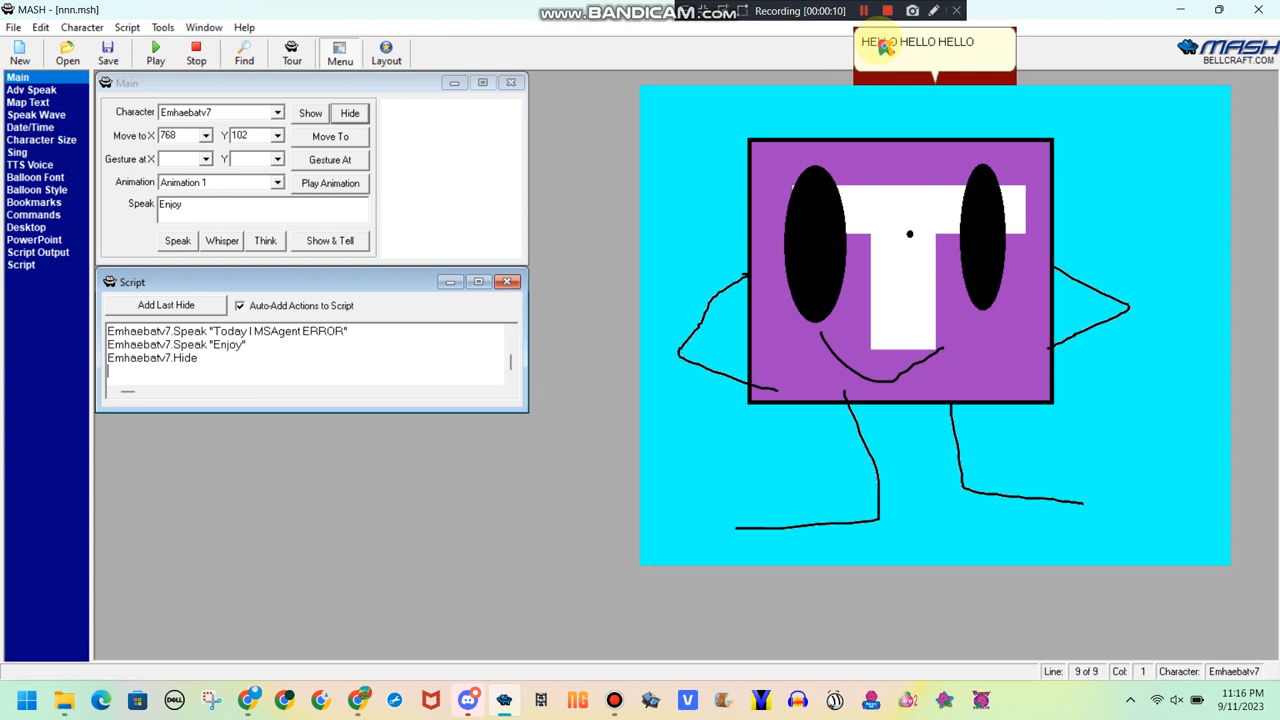 MASH - [nnn.msh]
www.BANDICAM.com
Recording [00:00:10]
File Edit Character Script Tools Window Help
New Open Save Play Stop Find Tour Menu Layout
MASH
BELLCRAFT.COM
HELLO HELLO HELLO
Main
Adv Speak
Map Text
Speak Wave
Date/Time
Character Size
Sing
TTS Voice
Balloon Font
Balloon Style
Bookmarks
Commands
Desktop
PowerPoint
Script Output
Script
Main
Character Emhaebatv7 Show Hide
Move to X 768 Y 102 Move To
Gesture at X Y Gesture At
Animation Animation 1 Play Animation
Speak Enjoy
Speak Whisper Think Show & Tell
Script
Add Last Hide Auto-Add Actions to Script
Emhaebatv7.Speak "Today I MSAgent ERROR"
Emhaebatv7.Speak "Enjoy"
Emhaebatv7.Hide
T
Line: 9 of 9 Col: 1 Character: Emhaebatv7
DELL
NG
V
11:16 PM
9/11/2023